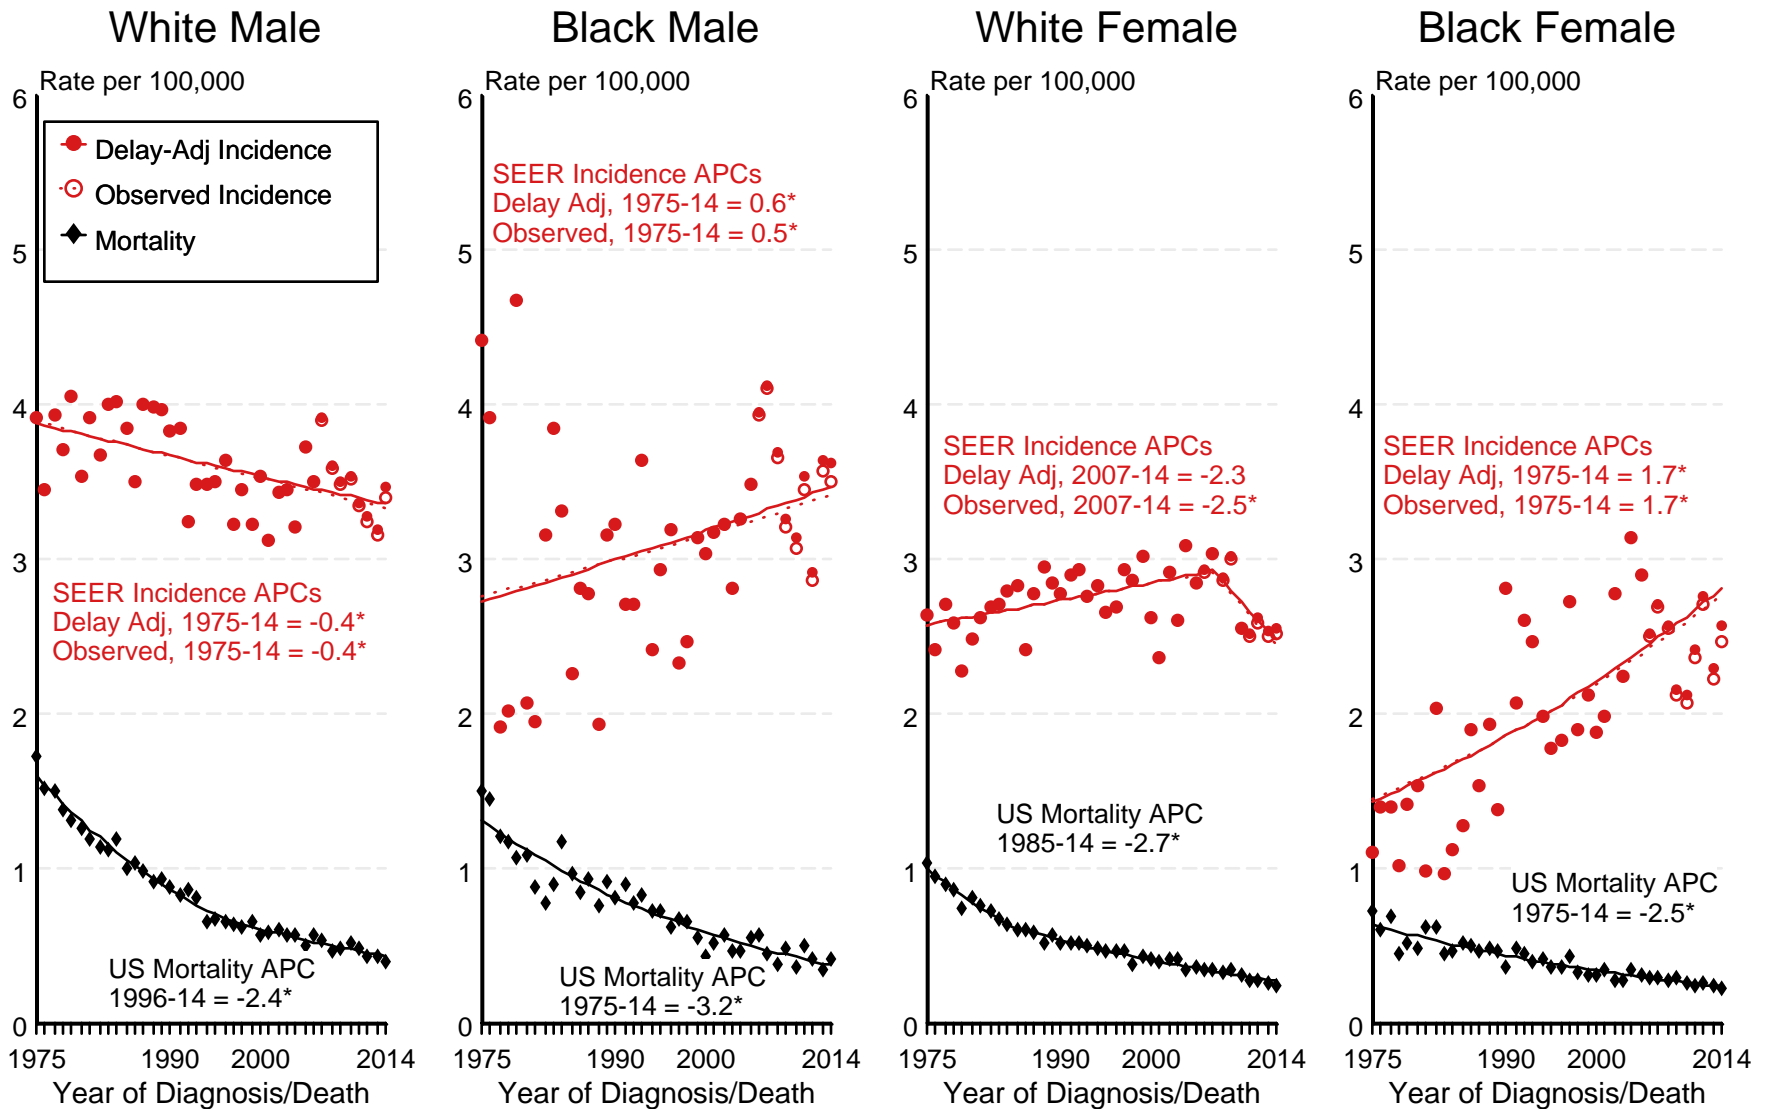 White Male
Rate per 100,000
6
5
4
3
2
1
0
Delay-Adj Incidence
Observed Incidence
Mortality
SEER Incidence APCs
Delay Adj, 1975-14 = -0.4*
Observed, 1975-14 = -0.4*
US Mortality APC
1996-14 = -2.4*
1975 1990 2000 2014
Year of Diagnosis/Death
Black Male
Rate per 100,000
6
5
4
3
2
1
0
SEER Incidence APCs
Delay Adj, 1975-14 = 0.6*
Observed, 1975-14 = 0.5*
US Mortality APC
1975-14 = -3.2*
1975 1990 2000 2014
Year of Diagnosis/Death
White Female
Rate per 100,000
6
5
4
3
2
1
0
SEER Incidence APCs
Delay Adj, 2007-14 = -2.3
Observed, 2007-14 = -2.5*
US Mortality APC
1985-14 = -2.7*
1975 1990 2000 2014
Year of Diagnosis/Death
Black Female
Rate per 100,000
6
5
4
3
2
1
0
SEER Incidence APCs
Delay Adj, 1975-14 = 1.7*
Observed, 1975-14 = 1.7*
US Mortality APC
1975-14 = -2.5*
1975 1990 2000 2014
Year of Diagnosis/Death